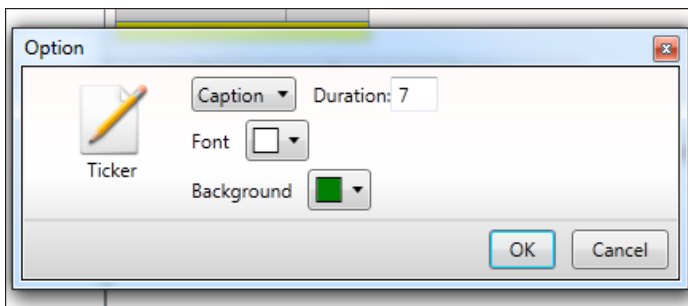 Option
Caption Duration: 7
Font
Ticker
Background
OK Cancel